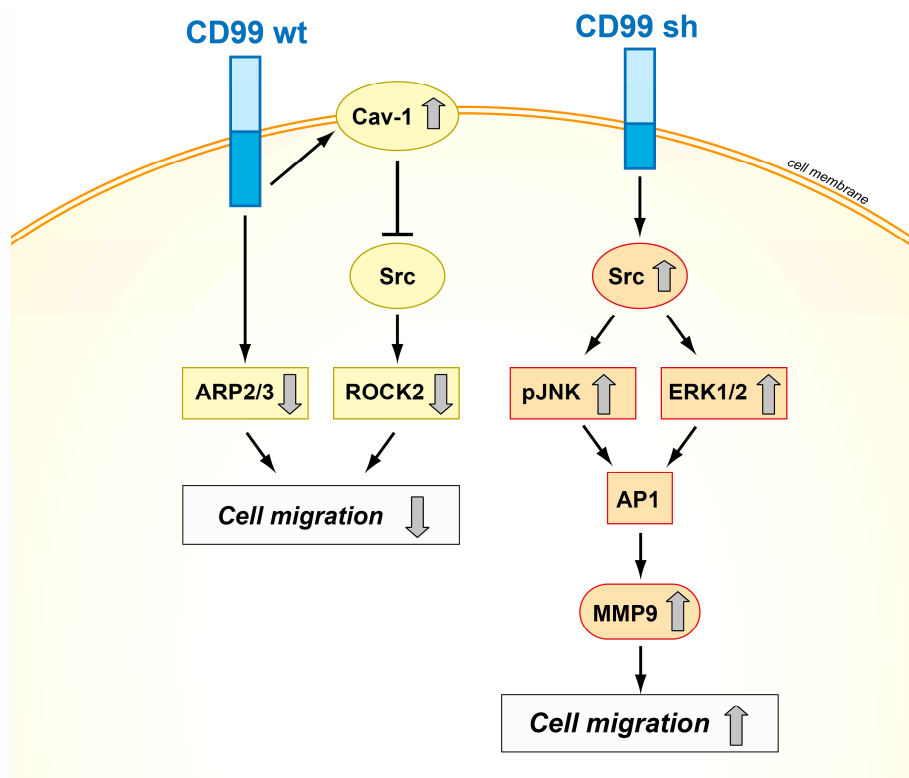 CD99 wt
CD99 sh
Cav-1
cell membrane
Src
Src
ARP2/3
ROCK2
pJNK
ERK1/2
Cell migration
AP1
MMP9
Cell migration